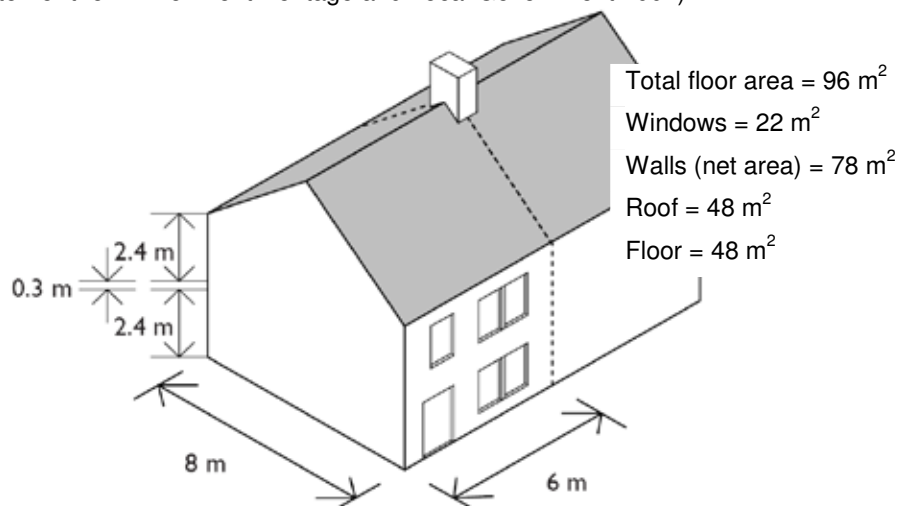 Total floor area = 96 m²
Windows = 22 m²
Walls (net area) = 78 m²
Roof = 48 m²
Floor = 48 m²
2.4 m
0.3 m
2.4 m
8 m
6 m